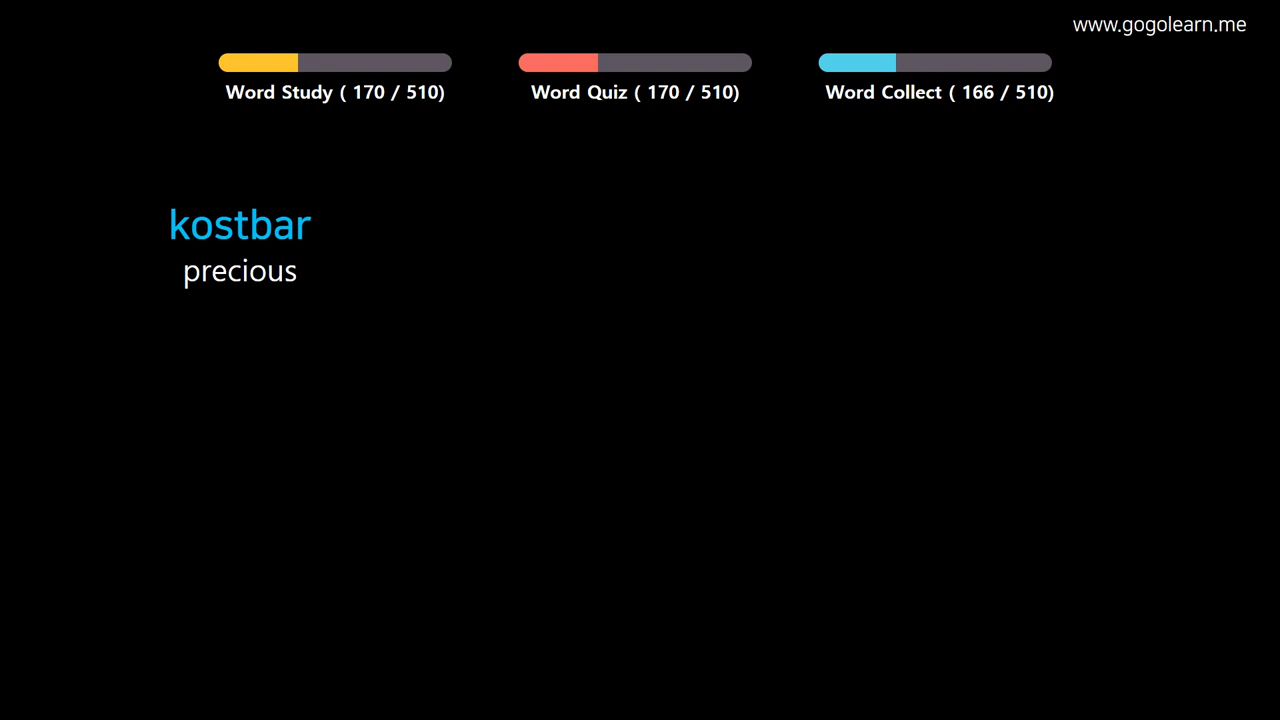 www.gogolearn.me
Word Study ( 170 / 510)
Word Quiz ( 170 / 510)
Word Collect ( 166 / 510)
kostbar
precious